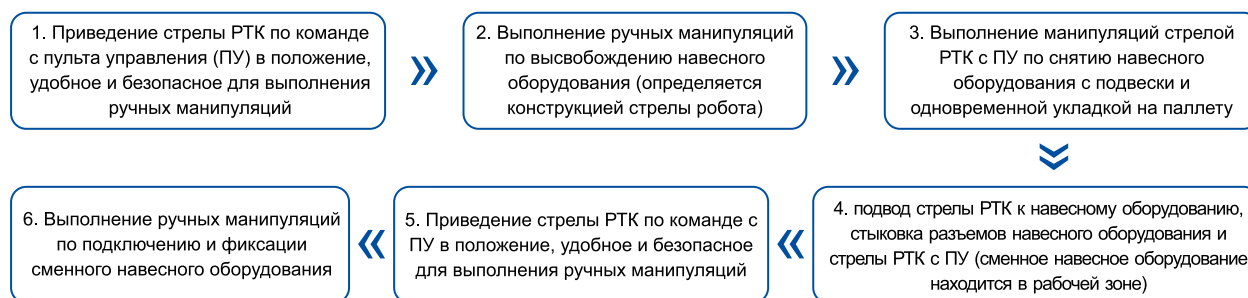 1. Приведение стрелы РТК по команде
с пульта управления (ПУ) в положение,
удобное и безопасное для выполнения
ручных манипуляций
2. Выполнение ручных манипуляций
по высвобождению навесного
оборудования (определяется
конструкцией стрелы робота)
3. Выполнение манипуляций стрелой
РТК с ПУ по снятию навесного
оборудования с подвески и
одновременной укладкой на паллету
4. подвод стрелы РТК к навесному оборудованию,
стыковка разъемов навесного оборудования и
стрелы РТК с ПУ (сменное навесное оборудование
находится в рабочей зоне)
5. Приведение стрелы РТК по команде с
ПУ в положение, удобное и безопасное
для выполнения ручных манипуляций
6. Выполнение ручных манипуляций
по подключению и фиксации
сменного навесного оборудования